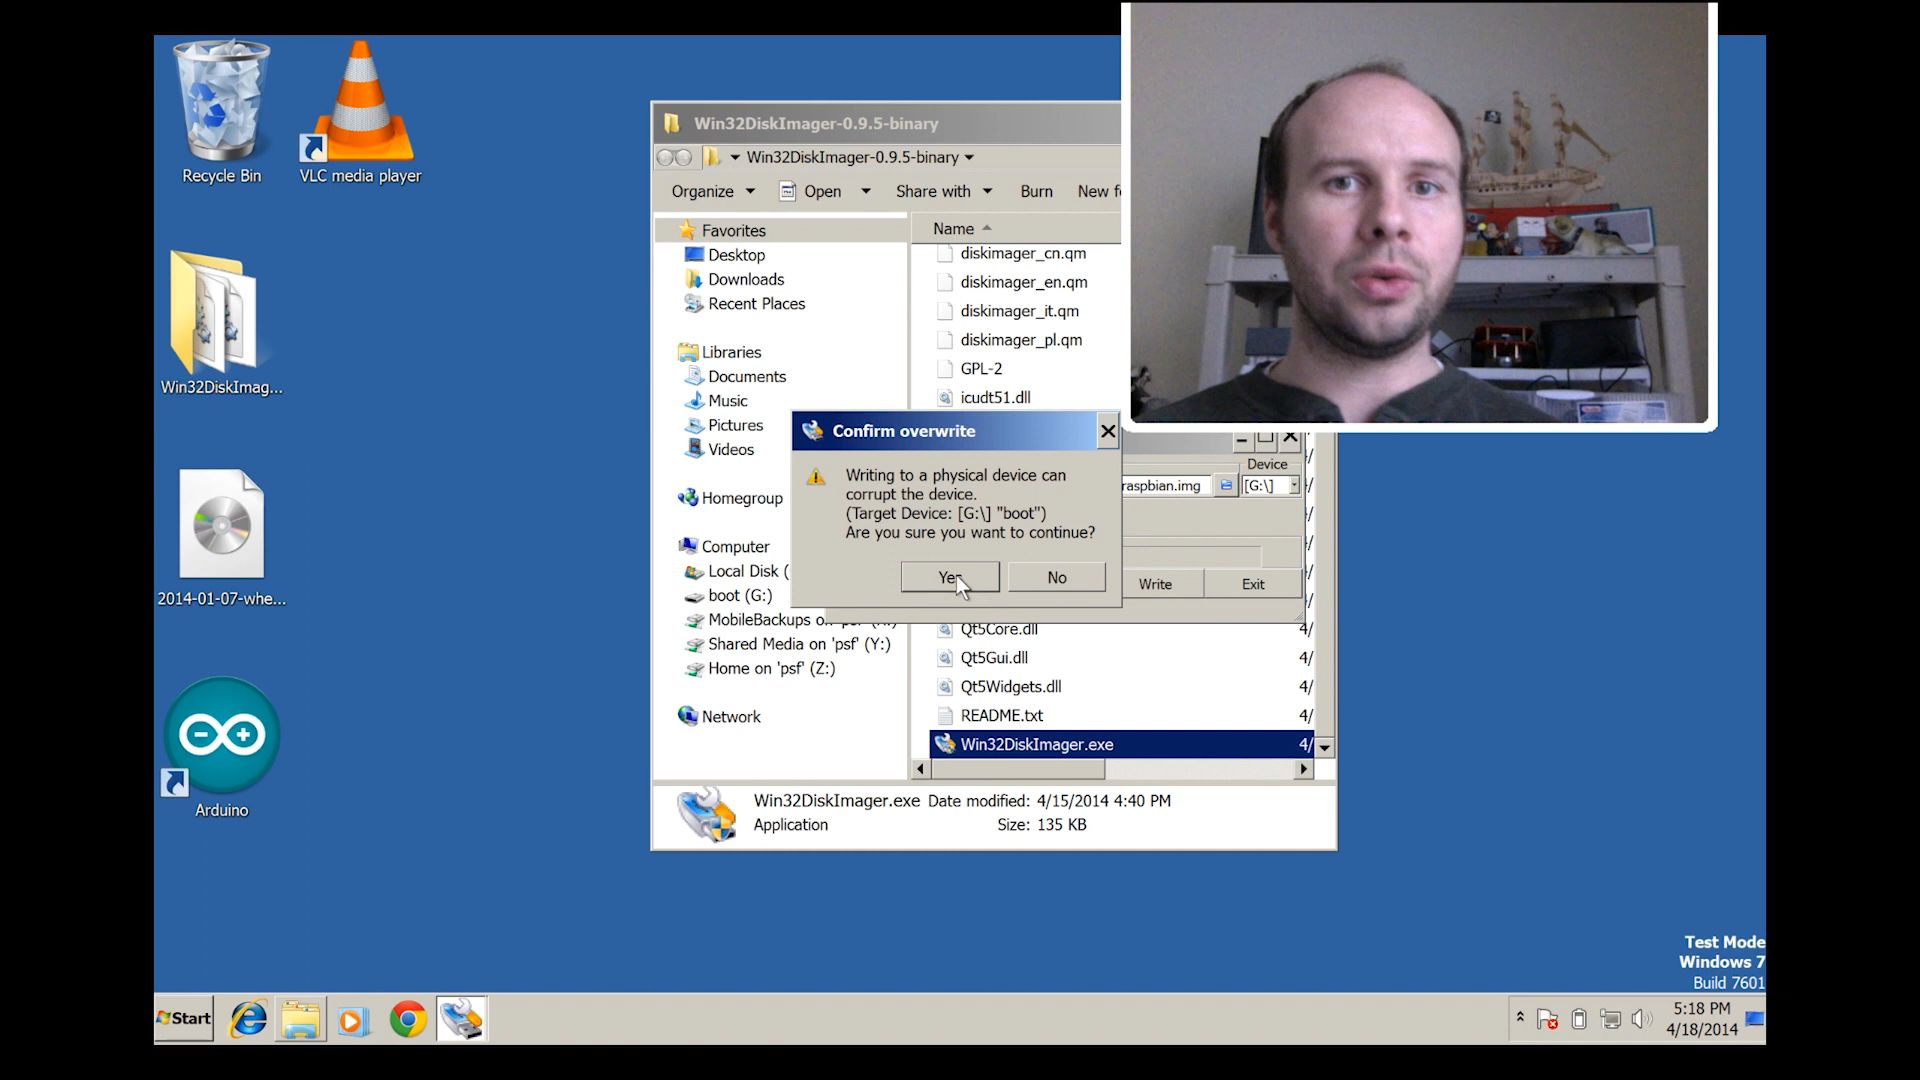 Recycle Bin
VLC media player
Win32DiskImag...
2014-01-07-whe...
Arduino
Win32DiskImager-0.9.5-binary
Win32DiskImager-0.9.5-binary
Organize
Open
Share with
Burn
New f
Favorites
Desktop
Downloads
Recent Places
Libraries
Documents
Music
Pictures
Videos
Homegroup
Computer
Local Disk (
boot (G:)
MobileBackups
Shared Media on 'psf' (Y:)
Home on 'psf' (Z:)
Network
Name
diskimager_cn.qm
diskimager_en.qm
diskimager_it.qm
diskimager_pl.qm
GPL-2
icudt51.dll
Confirm overwrite
Writing to a physical device can
corrupt the device.
(Target Device: [G:\] "boot")
Are you sure you want to continue?
Yes
No
Device
raspbian.img
[G:\]
Write
Exit
Qt5Core.dll 4/
Qt5Gui.dll 4/
Qt5Widgets.dll 4/
README.txt 4/
Win32DiskImager.exe 4/
Win32DiskImager.exe Date modified: 4/15/2014 4:40 PM
Application Size: 135 KB
Test Mode
Windows 7
Build 7601
Start
5:18 PM
4/18/2014